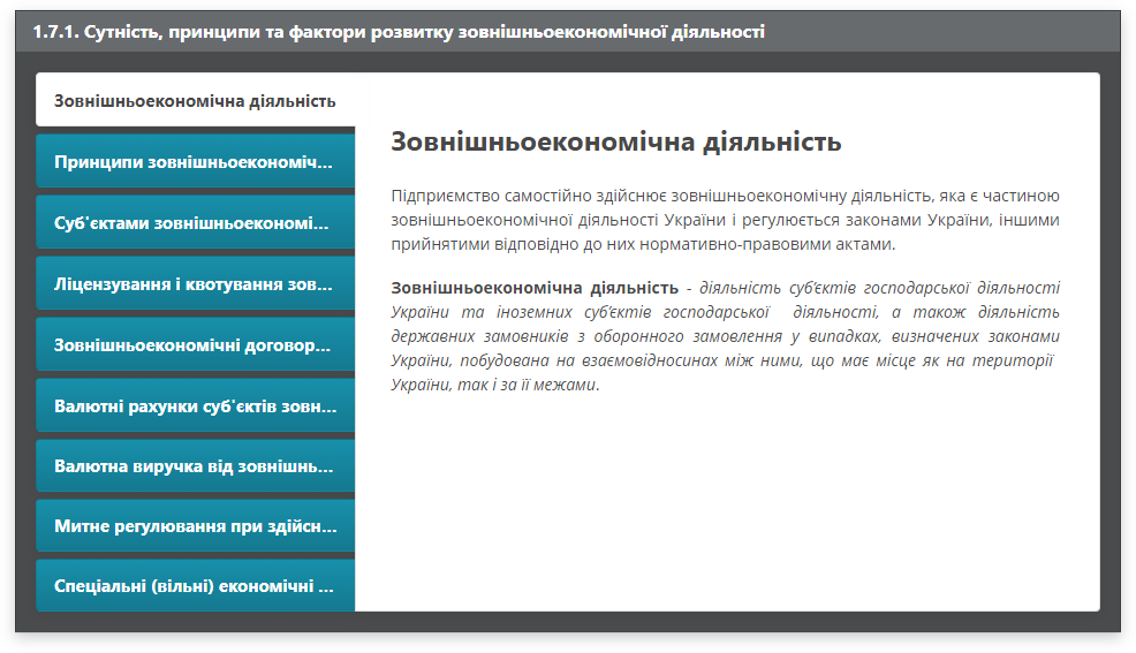 1.7.1. Сутність, принципи та фактори розвитку зовнішньоекономічної діяльності
Зовнішньоекономічна діяльність
Принципи зовнішньоекономіч...
Суб'єктами зовнішньоекономі...
Ліцензування і квотування зов...
Зовнішньоекономічні договор...
Валютні рахунки суб'єктів зовн...
Валютна виручка від зовнішнь...
Митне регулювання при здійсн...
Спеціальні (вільні) економічні ...
Зовнішньоекономічна діяльність
Підприємство самостійно здійснює зовнішньоекономічну діяльність, яка є частиною
зовнішньоекономічної діяльності України і регулюється законами України, іншими
прийнятими відповідно до них нормативно-правовими актами.
Зовнішньоекономічна діяльність - діяльність суб'єктів господарської діяльності
України та іноземних суб'єктів господарської діяльності, а також діяльність
державних замовників з оборонного замовлення у випадках, визначених законами
України, побудована на взаємовідносинах між ними, що має місце як на території
України, так і за її межами.